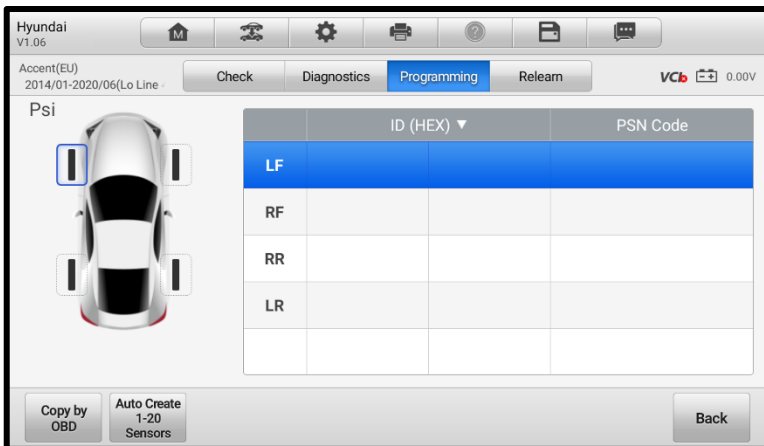 Hyundai
V1.06
M
?
Accent(EU)
2014/01-2020/06(Lo Line
Check Diagnostics Programming Relearn
VCb 0.00V
Psi
ID (HEX) ▼ PSN Code
LF
RF
RR
LR
Copy by
OBD
Auto Create
1-20
Sensors
Back